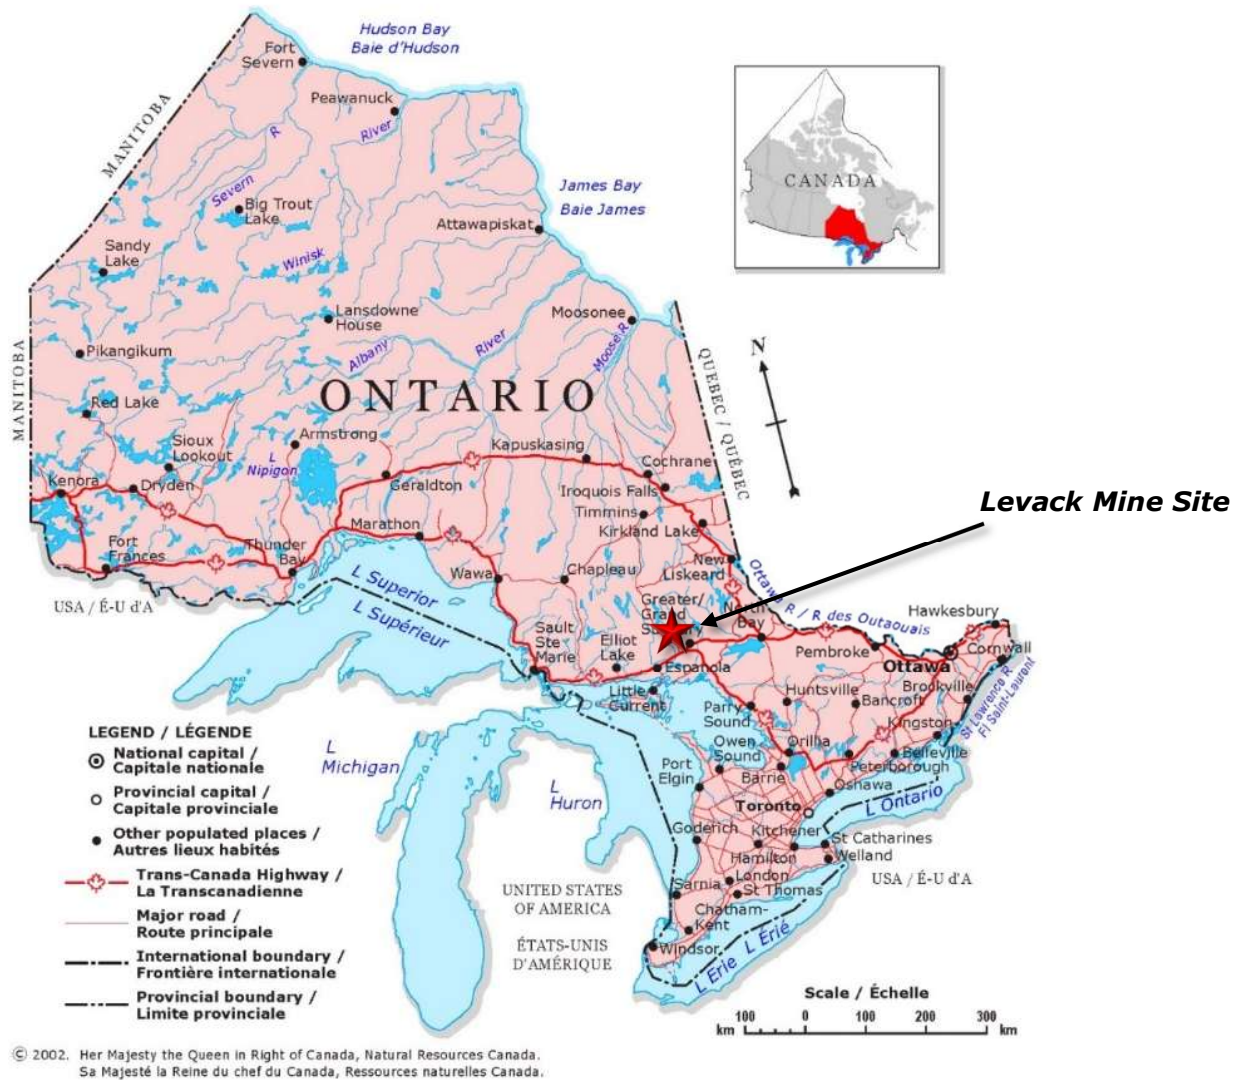 Hudson Bay
Baie d'Hudson
Fort
Severn
Peawanuck
MANITOBA
R
River
James Bay
Baie James
CANADA
Severn
Big Trout
Lake
Attawapiskat
Sandy
Lake
Winisk
Lansdowne
House
Moosonee
Pikangikum
Albany
River
Moose R
N
QUEBEC / QUÉBEC
MANITOBA
ONTARIO
Red Lake
Sioux
Lookout
Armstrong
L
Nipigon
Kapuskasing
Cochrane
Kenora
Dryden
Geraldton
Iroquois Falls
Timmins
Levack Mine Site
Marathon
Kirkland Lake
Fort
Frances
Thunder
Bay
New
Liskeard
Wawa
Chapleau
USA / É-U d'A
L Superior
L Supérieur
Greater/
Grand
North
Bay
Ottawa R / R des Outaouais
Hawkesbury
Sault
Ste
Marie
Elliot
Lake
Espanola
Pembroke
Ottawa
Cornwall
Little
Current
Parry
Sound
Huntsville
Bancroft
Brockville
Kingston
St Lawrence R
Fl Saint-Laurent
Owen
Sound
Orillia
Belleville
Port
Elgin
Barrie
Peterborough
Oshawa
L
Michigan
L
Huron
Toronto
L Ontario
Goderich
Kitchener
St Catharines
Hamilton
Welland
London
Sarnia
St Thomas
USA / É-U d'A
UNITED STATES
OF AMERICA
ÉTATS-UNIS
D'AMÉRIQUE
Chatham-
Kent
Windsor
L Erie L Érié
LEGEND / LÉGENDE
National capital /
Capitale nationale
Provincial capital /
Capitale provinciale
Other populated places /
Autres lieux habités
Trans-Canada Highway /
La Transcanadienne
Major road /
Route principale
International boundary /
Frontière internationale
Provincial boundary /
Limite provinciale
Scale / Échelle
100 0 100 200 300
km km
© 2002. Her Majesty the Queen in Right of Canada, Natural Resources Canada.
Sa Majesté la Reine du chef du Canada, Ressources naturelles Canada.